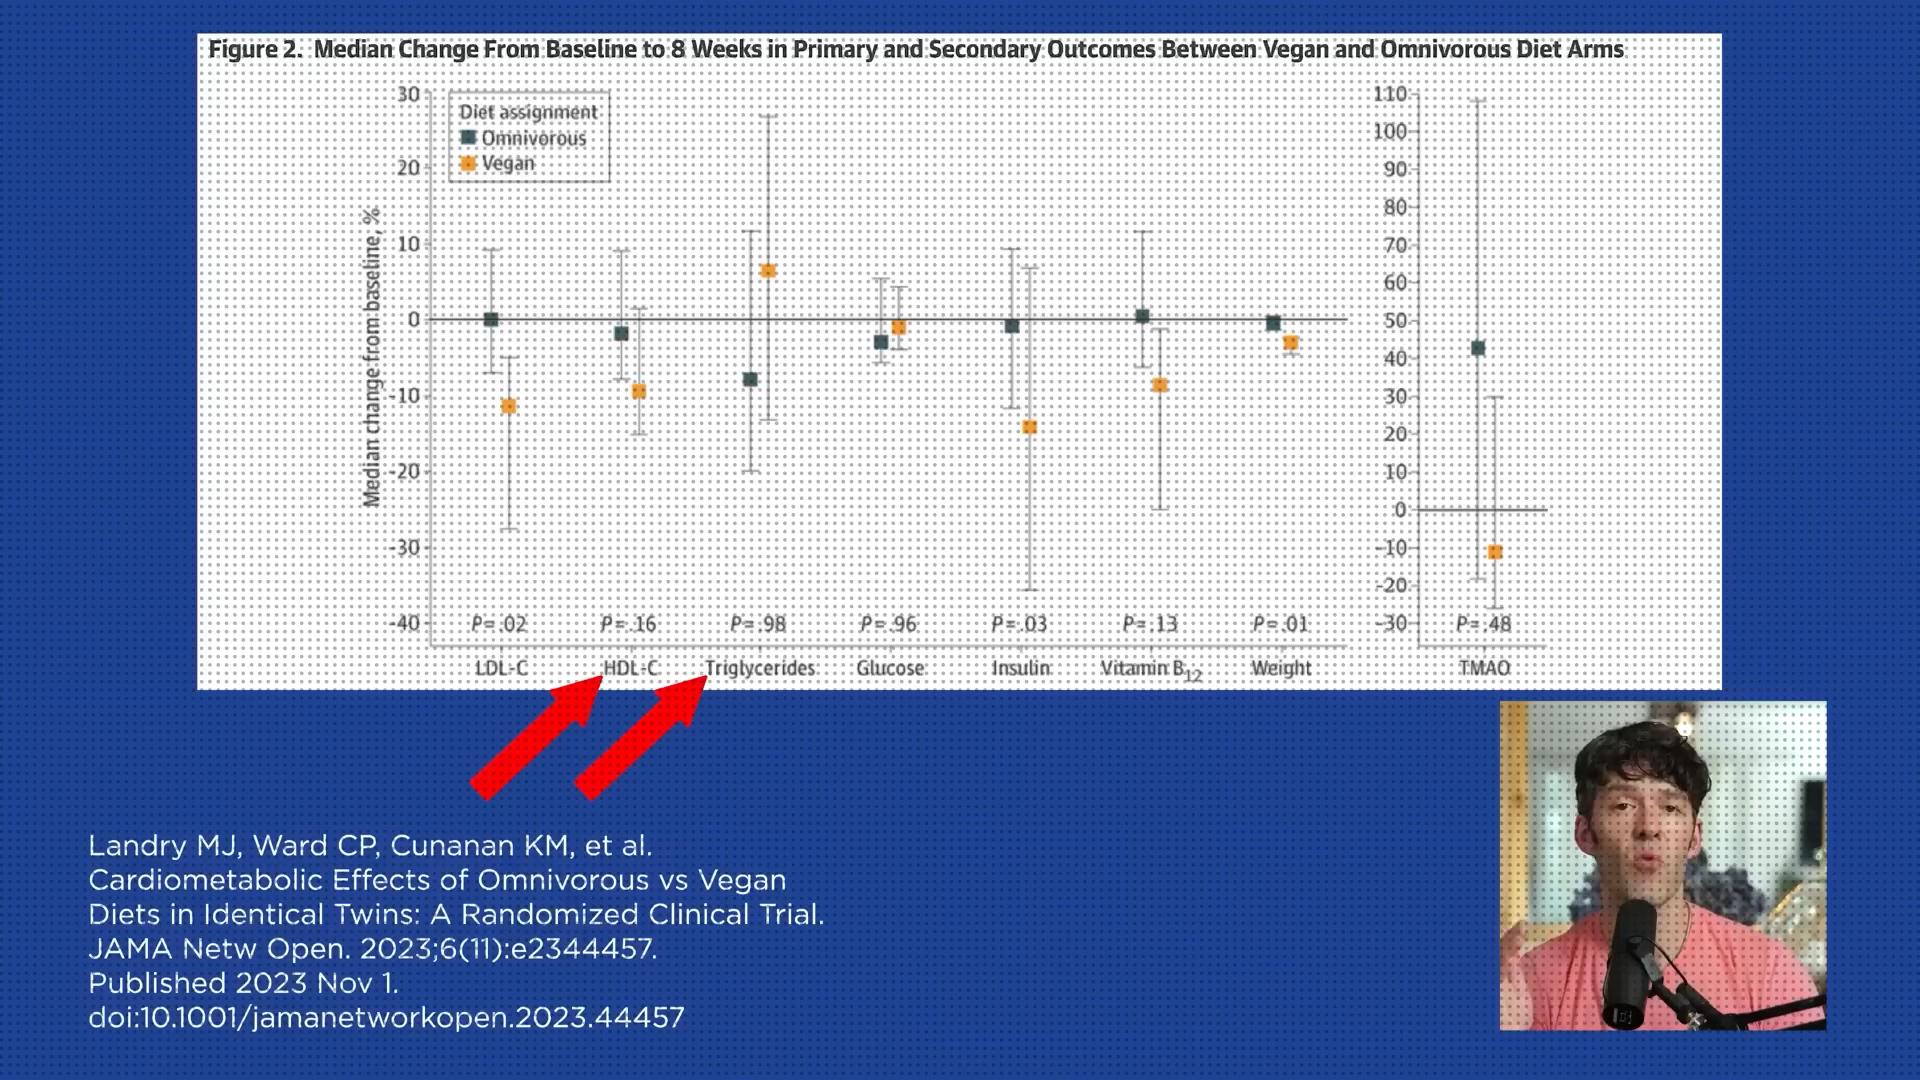 Figure 2. Median Change From Baseline to 8 Weeks in Primary and Secondary Outcomes Between Vegan and Omnivorous Diet Arms
Median change from baseline, %
30
20
10
0
-10
-20
-30
-40
Diet assignment
Omnivorous
Vegan
P=.02
P=.16
P=.98
P=.96
P=.03
P=.13
P=.01
LDL-C
HDL-C
Triglycerides
Glucose
Insulin
Vitamin B12
Weight
110
100
90
80
70
60
50
40
30
20
10
0
-10
-20
-30
P=.48
TMAO
Landry MJ, Ward CP, Cunanan KM, et al.
Cardiometabolic Effects of Omnivorous vs Vegan
Diets in Identical Twins: A Randomized Clinical Trial.
JAMA Netw Open. 2023;6(11):e2344457.
Published 2023 Nov 1.
doi:10.1001/jamanetworkopen.2023.44457